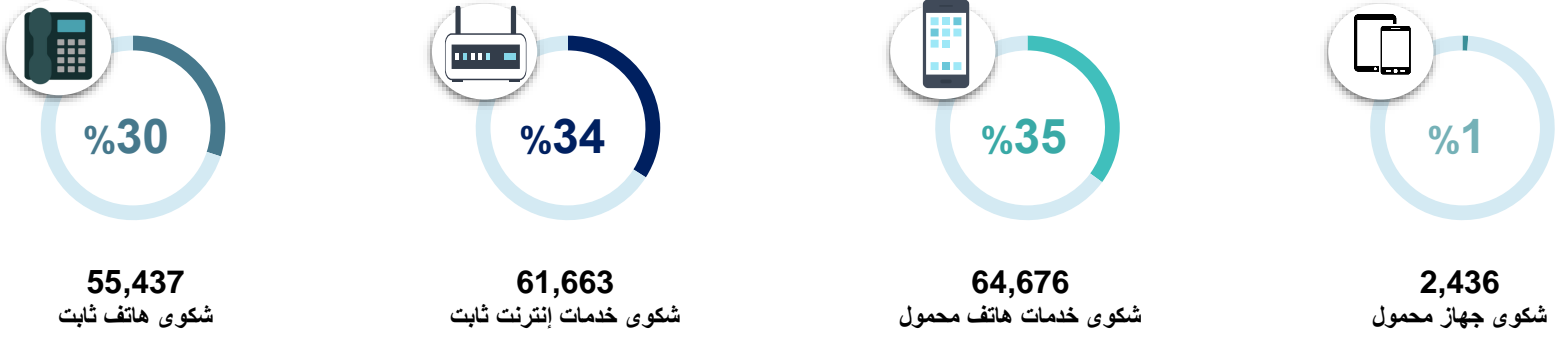 %1
2,436
شكوى جهاز محمول
%35
64,676
شكوى خدمات هاتف محمول
%34
61,663
شكوى خدمات إنترنت ثابت
%30
55,437
شكوى هاتف ثابت